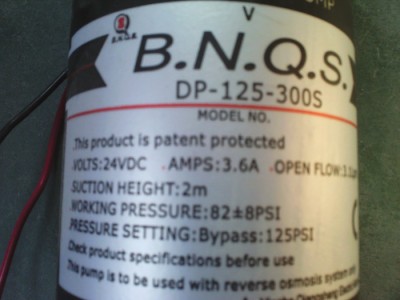 V
B.N.Q.S.
B.N.Q.S.
DP-125-300S
MODEL NO.
This product is patent protected
VOLTS:24VDC AMPS:3.6A OPEN FLOW:
SUCTION HEIGHT:2m
WORKING PRESSURE:82±8PSI
PRESSURE SETTING:Bypass:125PSI
Check product specifications before use
This pump is to be used with reverse osmosis system only